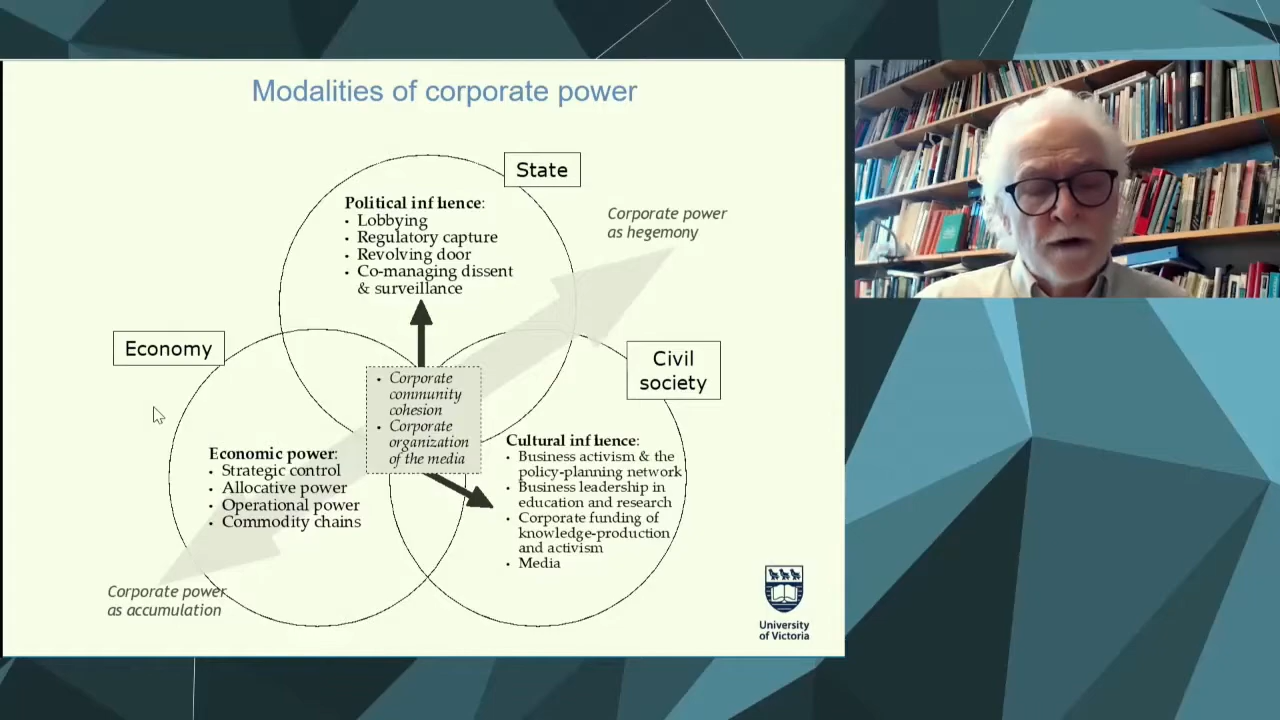 Modalities of corporate power
State
Political influence:
• Lobbying
• Regulatory capture
• Revolving door
• Co-managing dissent
& surveillance
Corporate power
as hegemony
Economy
Civil
society
• Corporate
community
cohesion
• Corporate
organization
of the media
Economic power:
• Strategic control
• Allocative power
• Operational power
• Commodity chains
Cultural influence:
• Business activism & the
policy-planning network
• Business leadership in
education and research
• Corporate funding of
knowledge-production
and activism
• Media
Corporate power
as accumulation
University
of Victoria